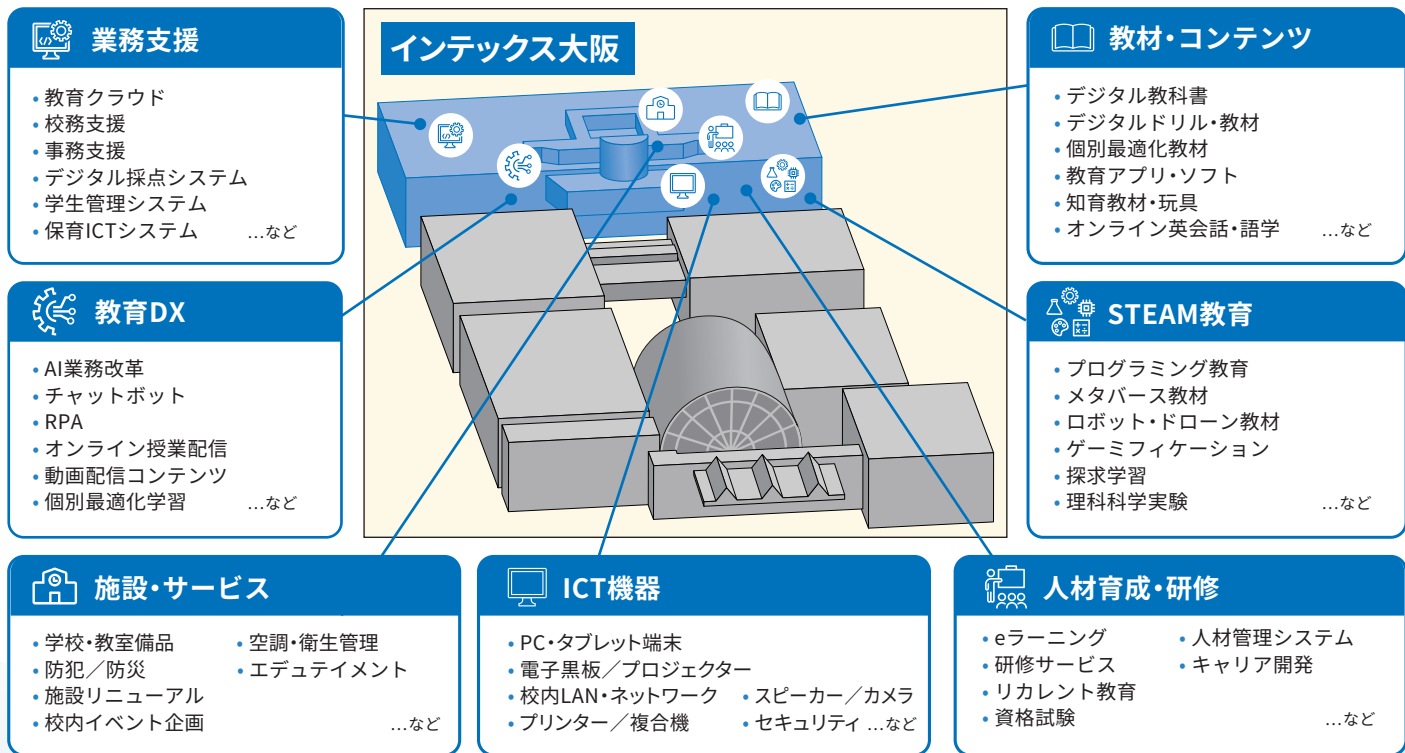 インテックス大阪
業務支援
・教育クラウド
・校務支援
・事務支援
・デジタル採点システム
・学生管理システム
・保育ICTシステム …など
教育DX
・AI業務改革
・チャットボット
・RPA
・オンライン授業配信
・動画配信コンテンツ
・個別最適化学習 …など
教材・コンテンツ
・デジタル教科書
・デジタルドリル・教材
・個別最適化教材
・教育アプリ・ソフト
・知育教材・玩具
・オンライン英会話・語学 …など
STEAM教育
・プログラミング教育
・メタバース教材
・ロボット・ドローン教材
・ゲーミフィケーション
・探求学習
・理科科学実験 …など
施設・サービス
・学校・教室備品 ・空調・衛生管理
・防犯／防災 ・エデュテイメント
・施設リニューアル
・校内イベント企画 …など
ICT機器
・PC・タブレット端末
・電子黒板／プロジェクター
・校内LAN・ネットワーク ・スピーカー／カメラ
・プリンター／複合機 ・セキュリティ …など
人材育成・研修
・eラーニング ・人材管理システム
・研修サービス ・キャリア開発
・リカレント教育
・資格試験 …など